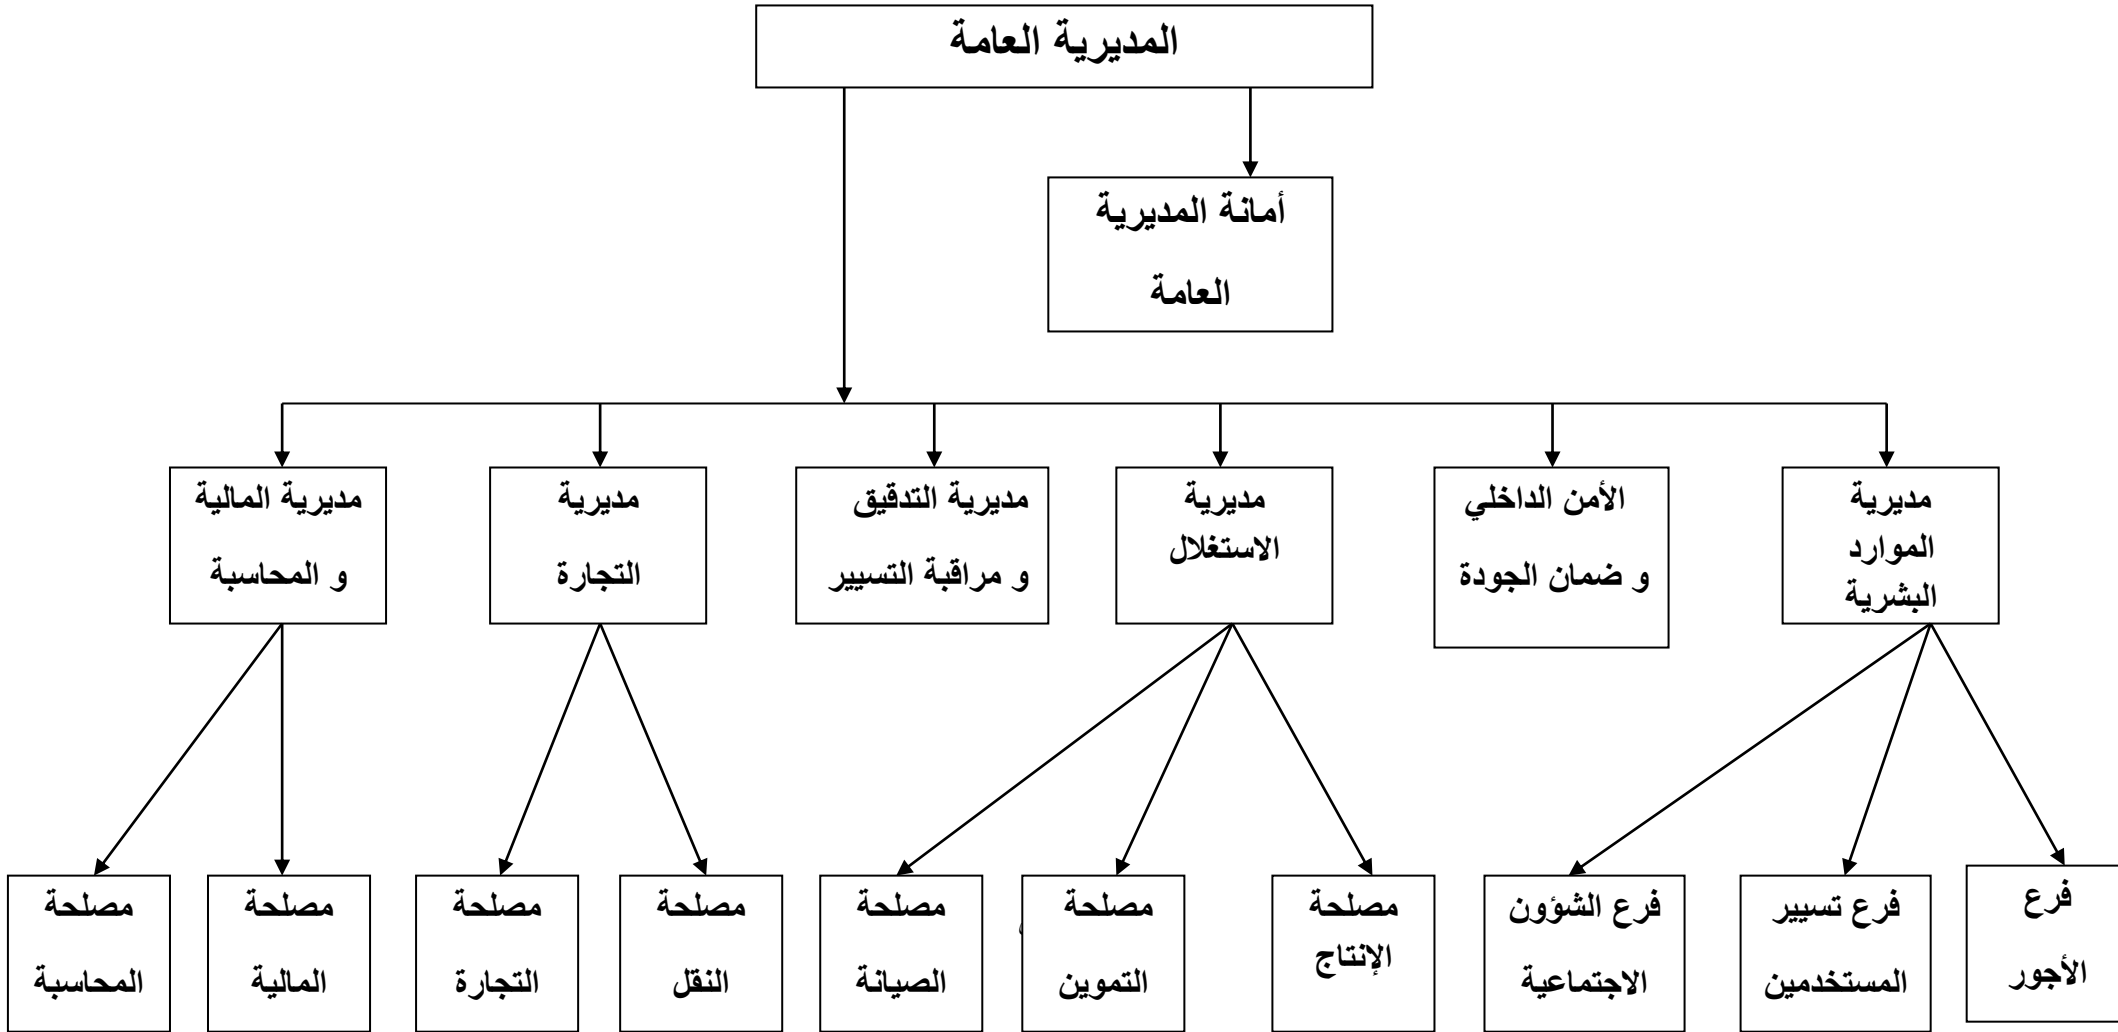 المديرية العامة
أمانة المديرية
العامة
مديرية
الموارد
البشرية
الأمن الداخلي
و ضمان الجودة
مديرية
الاستغلال
مديرية التدقيق
و مراقبة التسيير
مديرية
التجارة
مديرية المالية
و المحاسبة
فرع
الأجور
فرع تسيير
المستخدمين
فرع الشؤون
الاجتماعية
مصلحة
الإنتاج
مصلحة
التموين
مصلحة
الصيانة
مصلحة
النقل
مصلحة
التجارة
مصلحة
المالية
مصلحة
المحاسبة